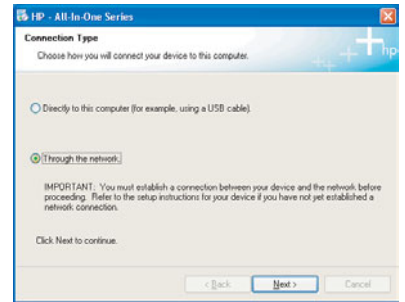 HP - All-In-One Series
Connection Type
Choose how you will connect your device to this computer.
hp
Directly to this computer (for example, using a USB cable).
Through the network.
IMPORTANT: You must establish a connection between your device and the network before
proceeding. Refer to the setup instructions for your device if you have not yet established a
network connection.
Click Next to continue.
< Back
Next >
Cancel